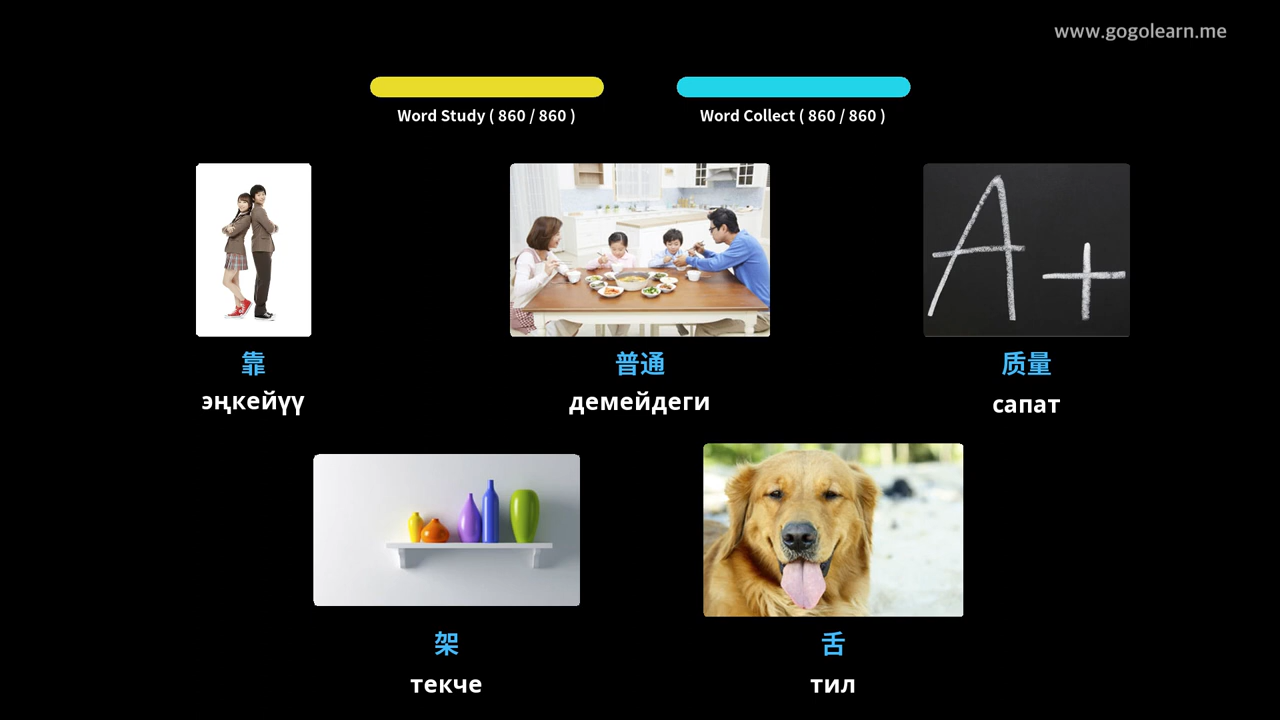 www.gogolearn.me
Word Study ( 860 / 860 )
Word Collect ( 860 / 860 )
靠
эңкейүү
普通
демейдеги
质量
сапат
A+
架
текче
舌
тил